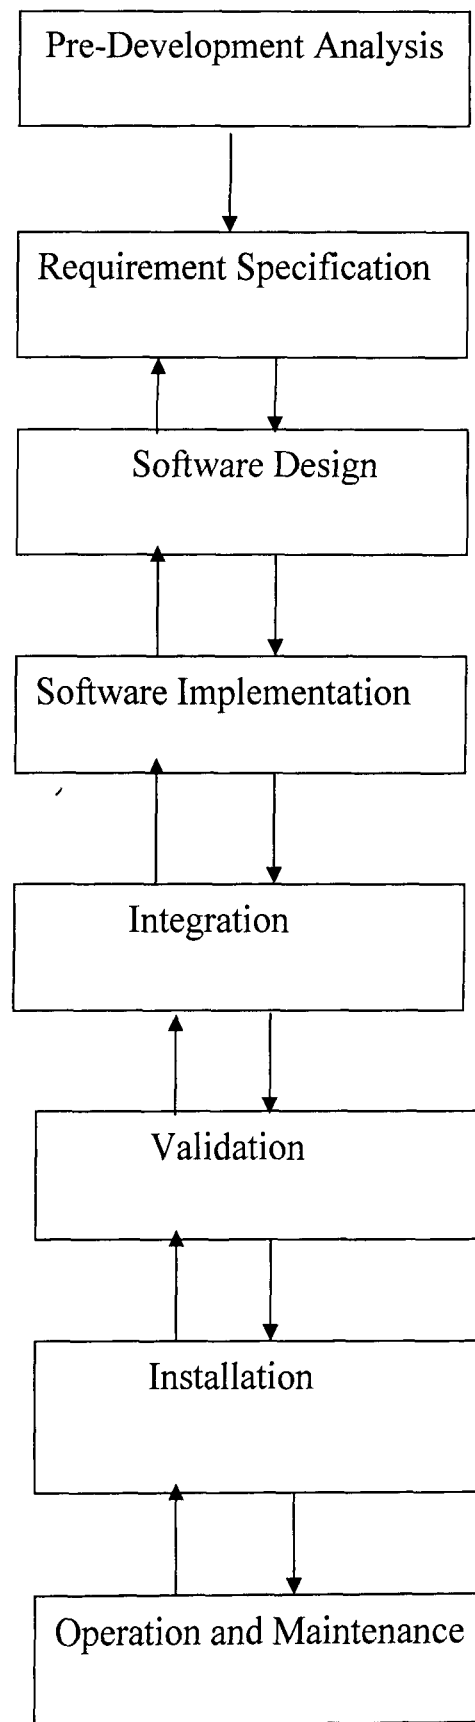 Pre-Development Analysis
Requirement Specification
Software Design
Software Implementation
Integration
Validation
Installation
Operation and Maintenance